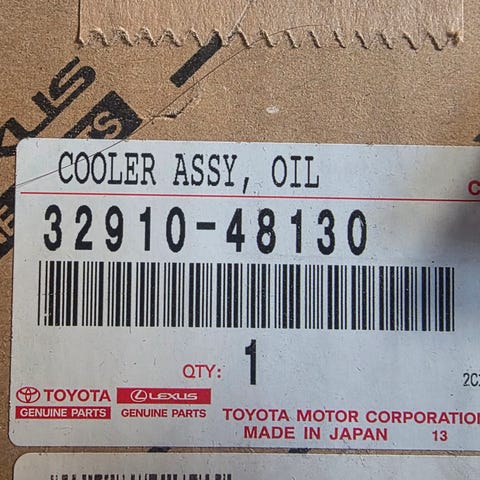 LEXUS
COOLER ASSY, OIL
32910-48130
QTY: 1
TOYOTA LEXUS
GENUINE PARTS GENUINE PARTS
TOYOTA MOTOR CORPORATION
MADE IN JAPAN 13